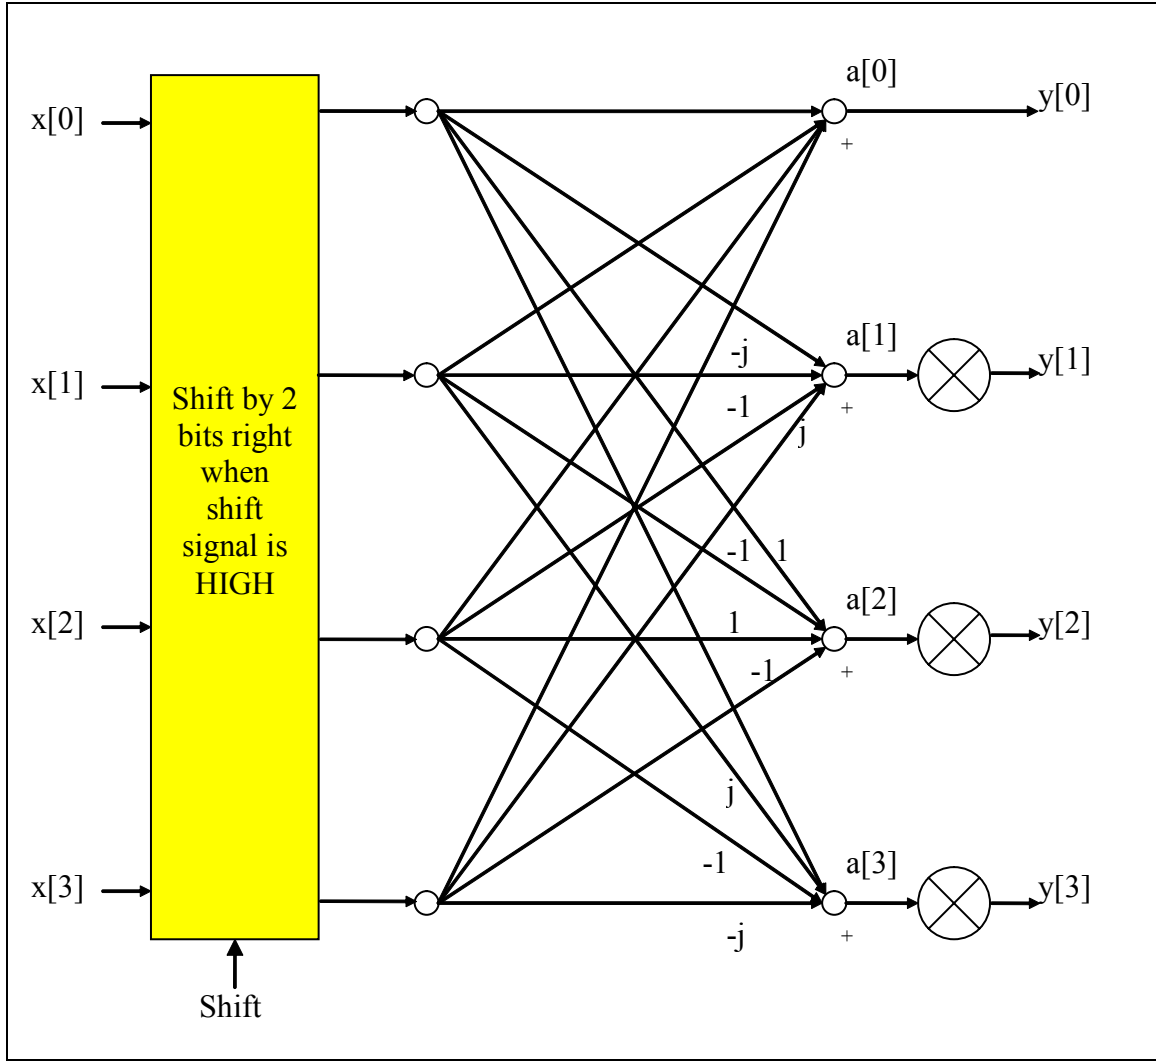 a[0]
x[0]
y[0]
+
a[1]
-j
x[1]
y[1]
Shift by 2
bits right
when
shift
signal is
HIGH
-1
+
j
-1
1
a[2]
x[2]
1
y[2]
-1
+
j
-1
a[3]
x[3]
y[3]
-j
+
Shift